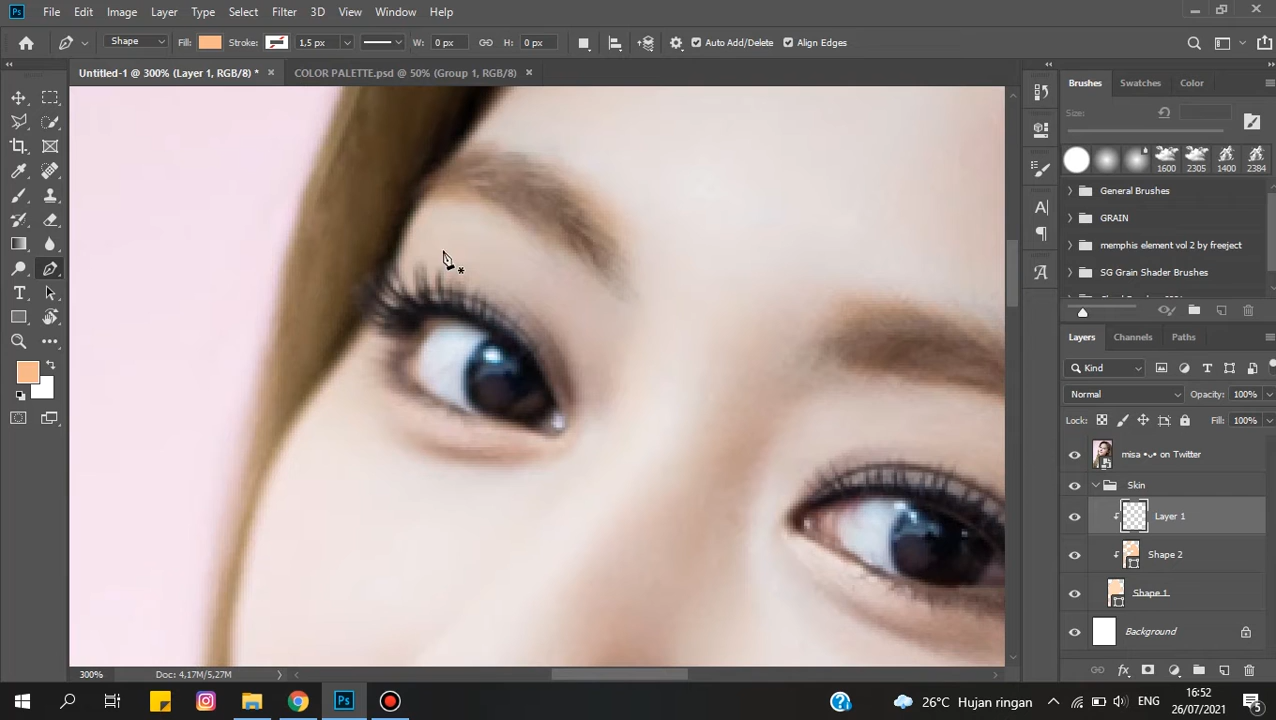 Ps File Edit Image Layer Type Select Filter 3D View Window Help
Shape Fill: Stroke: 1,5 px W: 0 px H: 0 px Auto Add/Delete Align Edges
Untitled-1 @ 300% (Layer 1, RGB/8) * × COLOR PALETTE.psd @ 50% (Group 1, RGB/8) ×
Brushes Swatches Color
Size:
1600 2305 1400 2384
General Brushes
GRAIN
memphis element vol 2 by freeject
SG Grain Shader Brushes
Layers Channels Paths
Kind
Normal Opacity: 100%
Lock: Fill: 100%
misa •ᴗ• on Twitter
Skin
Layer 1
Shape 2
Shape 1
Background
300% Doc: 4,17M/5,27M
fx
Ps 26°C Hujan ringan ENG 16:52
26/07/2021
5